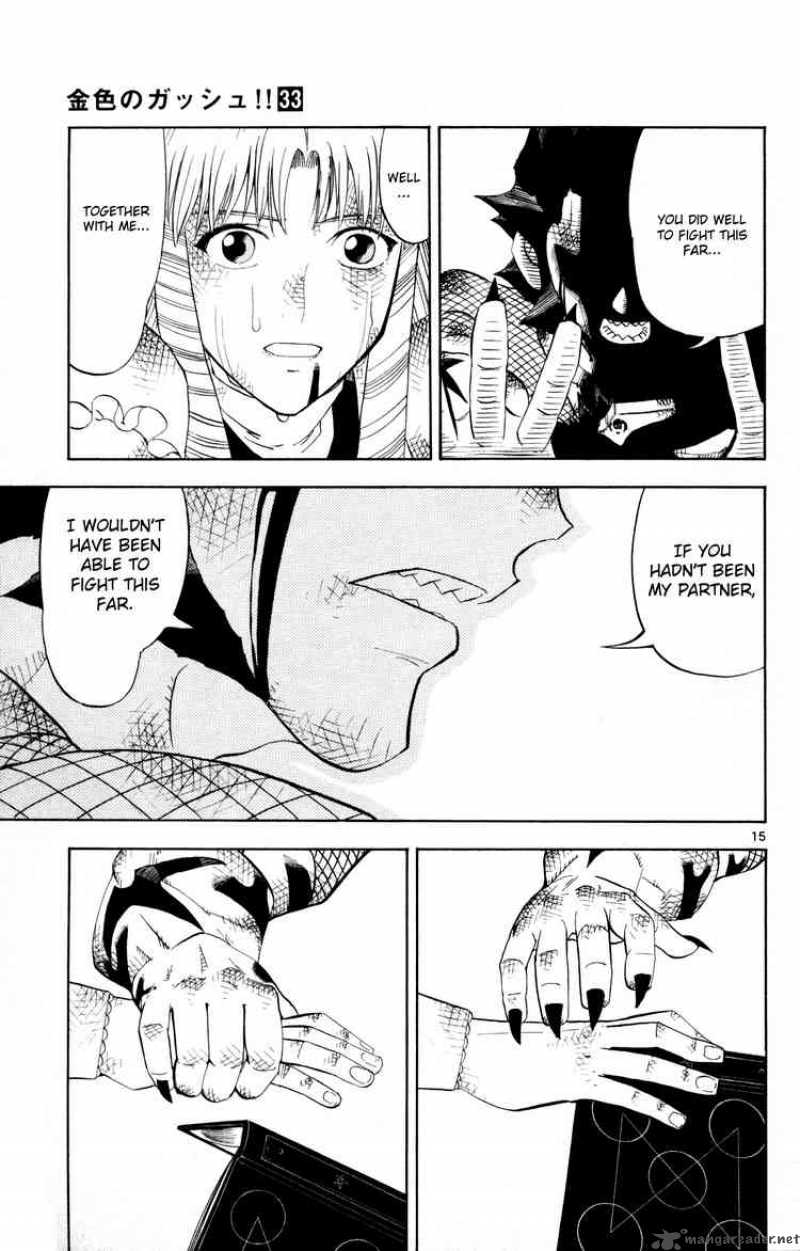 金色のガッシュ!! 33
YOU DID WELL
TO FIGHT THIS
FAR...
WELL
...
TOGETHER
WITH ME...
IF YOU
HADN'T BEEN
MY PARTNER,
I WOULDN'T
HAVE BEEN
ABLE TO
FIGHT THIS
FAR.
15
mangareader.net